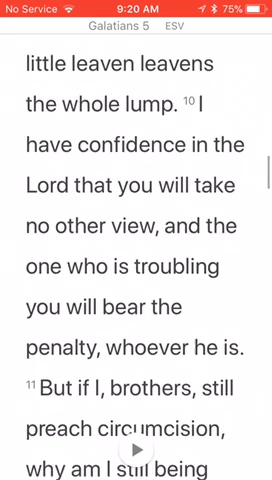 No Service 9:20 AM 75%
Galatians 5 ESV
little leaven leavens
the whole lump. 10 I
have confidence in the
Lord that you will take
no other view, and the
one who is troubling
you will bear the
penalty, whoever he is.
11 But if I, brothers, still
preach circumcision,
why am I still being